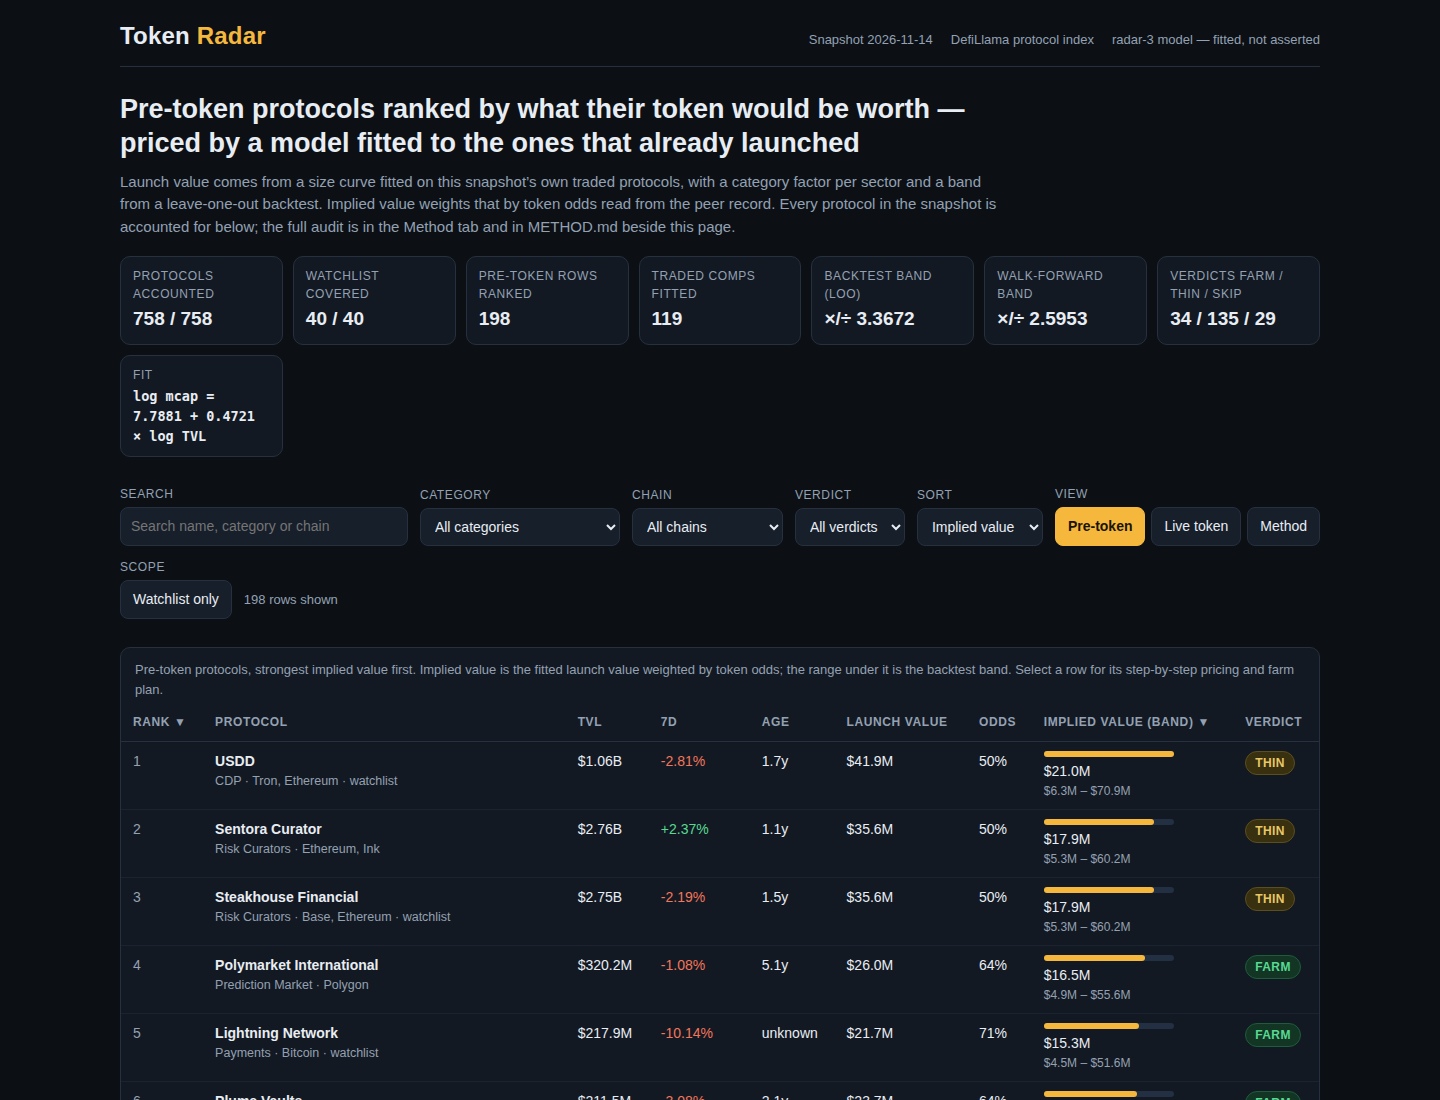 Token Radar
Snapshot 2026-11-14 DefiLlama protocol index radar-3 model — fitted, not asserted
Pre-token protocols ranked by what their token would be worth —
priced by a model fitted to the ones that already launched
Launch value comes from a size curve fitted on this snapshot's own traded protocols, with a category factor per sector and a band
from a leave-one-out backtest. Implied value weights that by token odds read from the peer record. Every protocol in the snapshot is
accounted for below; the full audit is in the Method tab and in METHOD.md beside this page.
PROTOCOLS
ACCOUNTED
758 / 758
WATCHLIST
COVERED
40 / 40
PRE-TOKEN ROWS
RANKED
198
TRADED COMPS
FITTED
119
BACKTEST BAND
(LOO)
×/÷ 3.3672
WALK-FORWARD
BAND
×/÷ 2.5953
VERDICTS FARM /
THIN / SKIP
34 / 135 / 29
FIT
log mcap =
7.7881 + 0.4721
× log TVL
SEARCH
Search name, category or chain
CATEGORY
All categories
CHAIN
All chains
VERDICT
All verdicts
SORT
Implied value
VIEW
Pre-token Live token Method
SCOPE
Watchlist only 198 rows shown
Pre-token protocols, strongest implied value first. Implied value is the fitted launch value weighted by token odds; the range under it is the backtest band. Select a row for its step-by-step pricing and farm
plan.
RANK ▼ PROTOCOL TVL 7D AGE LAUNCH VALUE ODDS IMPLIED VALUE (BAND) ▼ VERDICT
1 USDD $1.06B -2.81% 1.7y $41.9M 50% $21.0M THIN
CDP · Tron, Ethereum · watchlist $6.3M – $70.9M
2 Sentora Curator $2.76B +2.37% 1.1y $35.6M 50% $17.9M THIN
Risk Curators · Ethereum, Ink $5.3M – $60.2M
3 Steakhouse Financial $2.75B -2.19% 1.5y $35.6M 50% $17.9M THIN
Risk Curators · Base, Ethereum · watchlist $5.3M – $60.2M
4 Polymarket International $320.2M -1.08% 5.1y $26.0M 64% $16.5M FARM
Prediction Market · Polygon $4.9M – $55.6M
5 Lightning Network $217.9M -10.14% unknown $21.7M 71% $15.3M FARM
Payments · Bitcoin · watchlist $4.5M – $51.6M